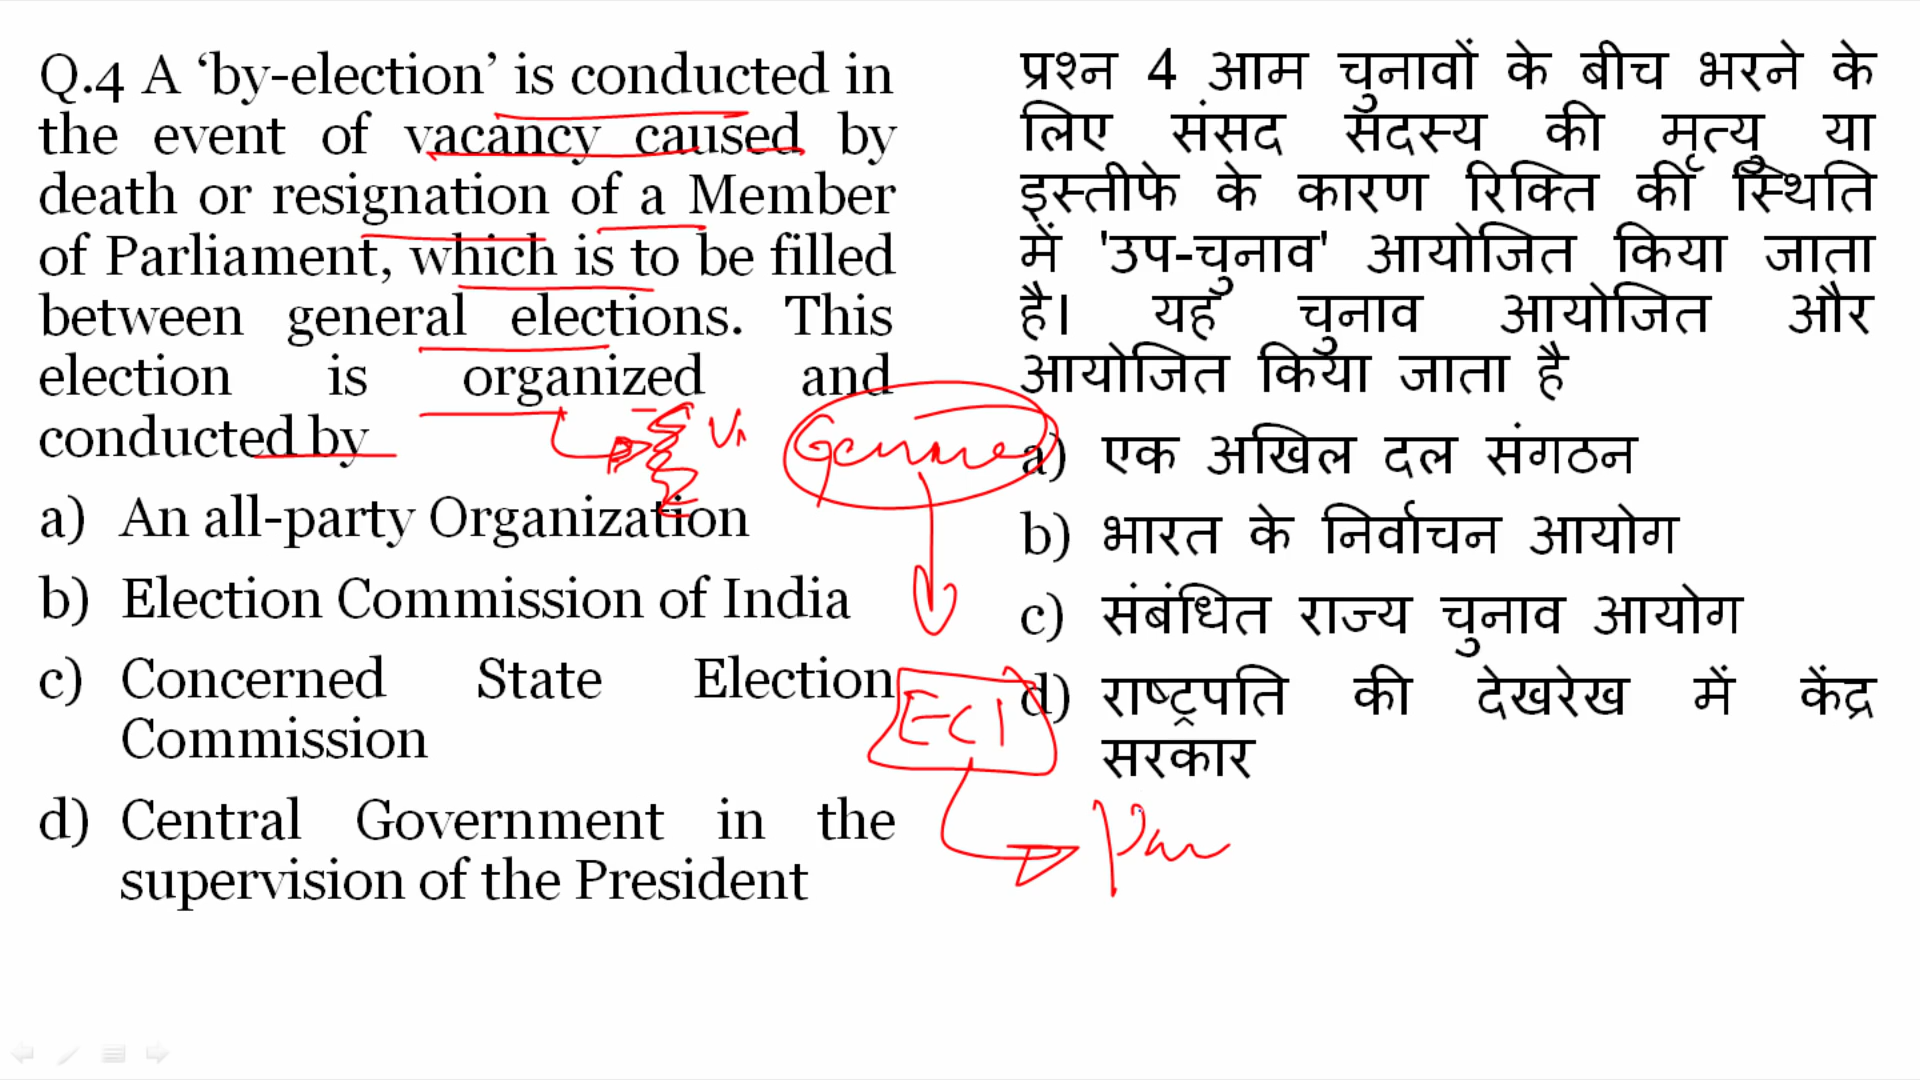 Q.4 A ‘by-election’ is conducted in
the event of vacancy caused by
death or resignation of a Member
of Parliament, which is to be filled
between general elections. This
election is organized and
conducted by
a) An all-party Organization
b) Election Commission of India
c) Concerned State Election
Commission
d) Central Government in the
supervision of the President
प्रश्न 4 आम चुनावों के बीच भरने के
लिए संसद सदस्य की मृत्यु या
इस्तीफे के कारण रिक्ति की स्थिति
में 'उप-चुनाव' आयोजित किया जाता
है। यह चुनाव आयोजित और
आयोजित किया जाता है
a) एक अखिल दल संगठन
b) भारत के निर्वाचन आयोग
c) संबंधित राज्य चुनाव आयोग
d) राष्ट्रपति की देखरेख में केंद्र
सरकार
ECI